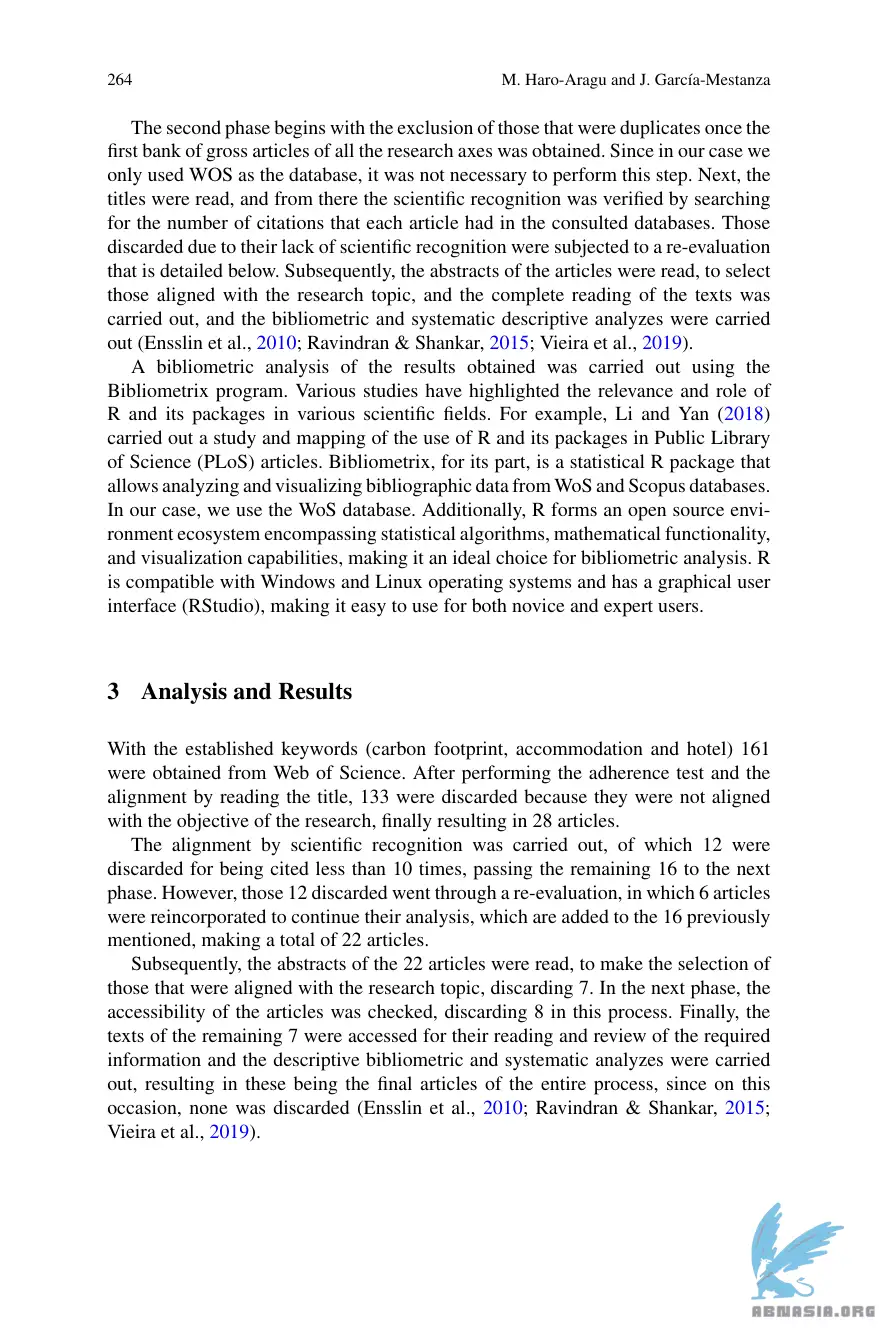 264
M. Haro-Aragu and J. García-Mestanza
The second phase begins with the exclusion of those that were duplicates once the
first bank of gross articles of all the research axes was obtained. Since in our case we
only used WOS as the database, it was not necessary to perform this step. Next, the
titles were read, and from there the scientific recognition was verified by searching
for the number of citations that each article had in the consulted databases. Those
discarded due to their lack of scientific recognition were subjected to a re-evaluation
that is detailed below. Subsequently, the abstracts of the articles were read, to select
those aligned with the research topic, and the complete reading of the texts was
carried out, and the bibliometric and systematic descriptive analyzes were carried
out (Ensslin et al., 2010; Ravindran & Shankar, 2015; Vieira et al., 2019).
A bibliometric analysis of the results obtained was carried out using the
Bibliometrix program. Various studies have highlighted the relevance and role of
R and its packages in various scientific fields. For example, Li and Yan (2018)
carried out a study and mapping of the use of R and its packages in Public Library
of Science (PLoS) articles. Bibliometrix, for its part, is a statistical R package that
allows analyzing and visualizing bibliographic data from WoS and Scopus databases.
In our case, we use the WoS database. Additionally, R forms an open source envi-
ronment ecosystem encompassing statistical algorithms, mathematical functionality,
and visualization capabilities, making it an ideal choice for bibliometric analysis. R
is compatible with Windows and Linux operating systems and has a graphical user
interface (RStudio), making it easy to use for both novice and expert users.
3 Analysis and Results
With the established keywords (carbon footprint, accommodation and hotel) 161
were obtained from Web of Science. After performing the adherence test and the
alignment by reading the title, 133 were discarded because they were not aligned
with the objective of the research, finally resulting in 28 articles.
The alignment by scientific recognition was carried out, of which 12 were
discarded for being cited less than 10 times, passing the remaining 16 to the next
phase. However, those 12 discarded went through a re-evaluation, in which 6 articles
were reincorporated to continue their analysis, which are added to the 16 previously
mentioned, making a total of 22 articles.
Subsequently, the abstracts of the 22 articles were read, to make the selection of
those that were aligned with the research topic, discarding 7. In the next phase, the
accessibility of the articles was checked, discarding 8 in this process. Finally, the
texts of the remaining 7 were accessed for their reading and review of the required
information and the descriptive bibliometric and systematic analyzes were carried
out, resulting in these being the final articles of the entire process, since on this
occasion, none was discarded (Ensslin et al., 2010; Ravindran & Shankar, 2015;
Vieira et al., 2019).
ABNASIA.ORG